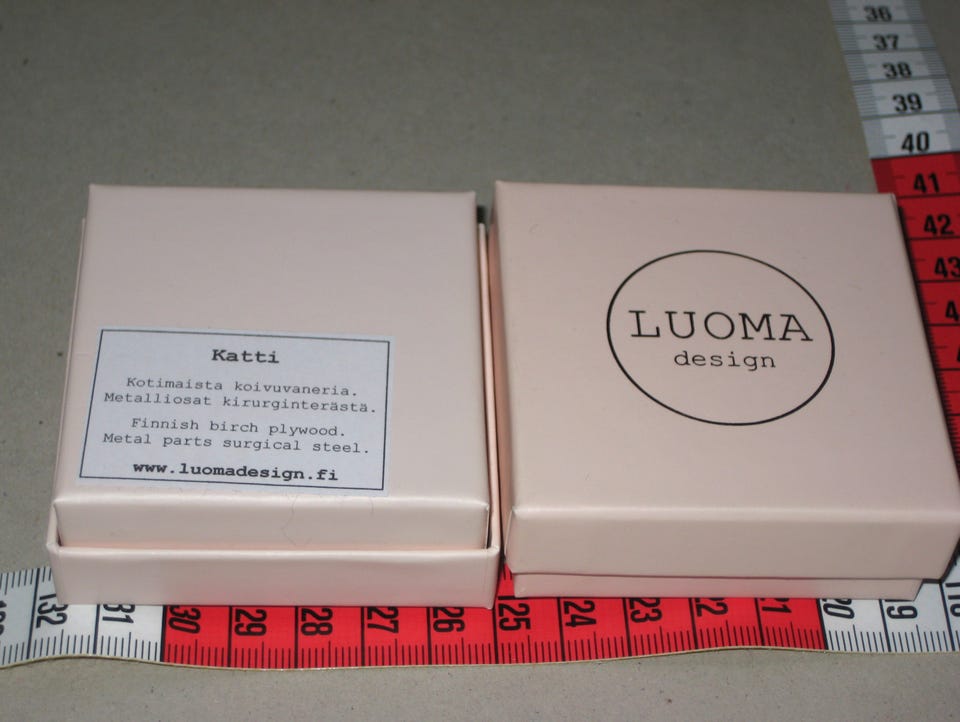 Katti
Kotimaista koivuvaneria.
Metalliosat kirurginterästä.
Finnish birch plywood.
Metal parts surgical steel.
www.luomadesign.fi
LUOMA
design
36
37
38
39
40
41
42
43
32
31
30
29
28
27
26
25
24
23
22
21
20
19
18